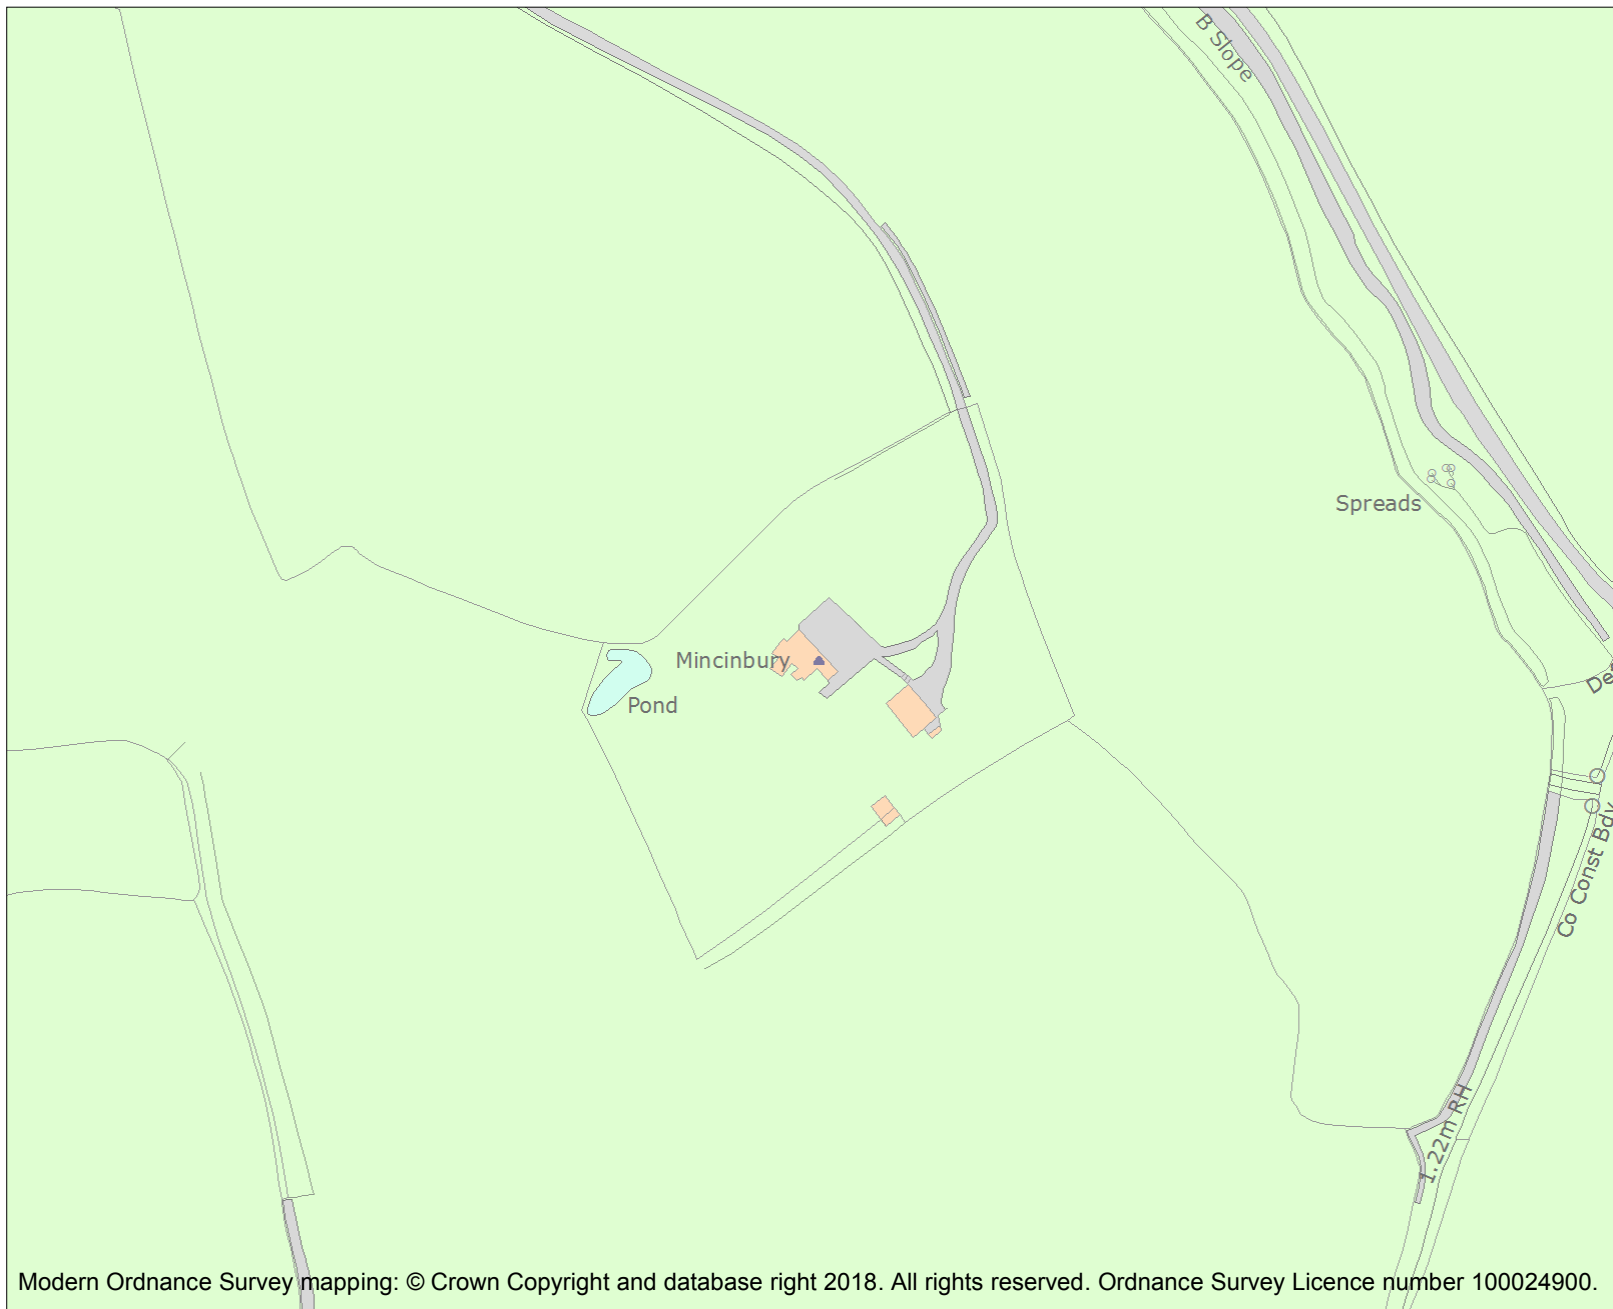 B Slope
Spreads
Mincinbury
Pond
Co Const Bdy
1.22m RH
Modern Ordnance Survey mapping: © Crown Copyright and database right 2018. All rights reserved. Ordnance Survey Licence number 100024900.